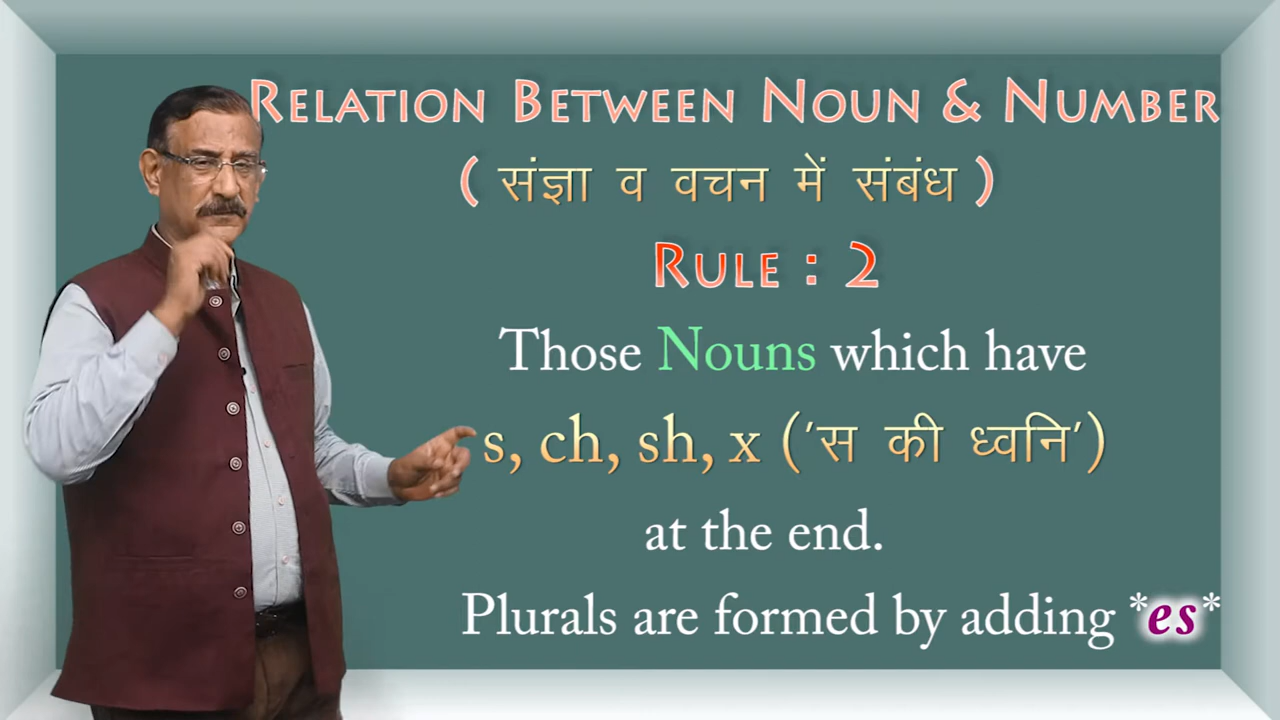 RELATION BETWEEN NOUN & NUMBER
( संज्ञा व वचन में संबंध )
RULE : 2
Those Nouns which have
s, ch, sh, x ('स की ध्वनि')
at the end.
Plurals are formed by adding *es*